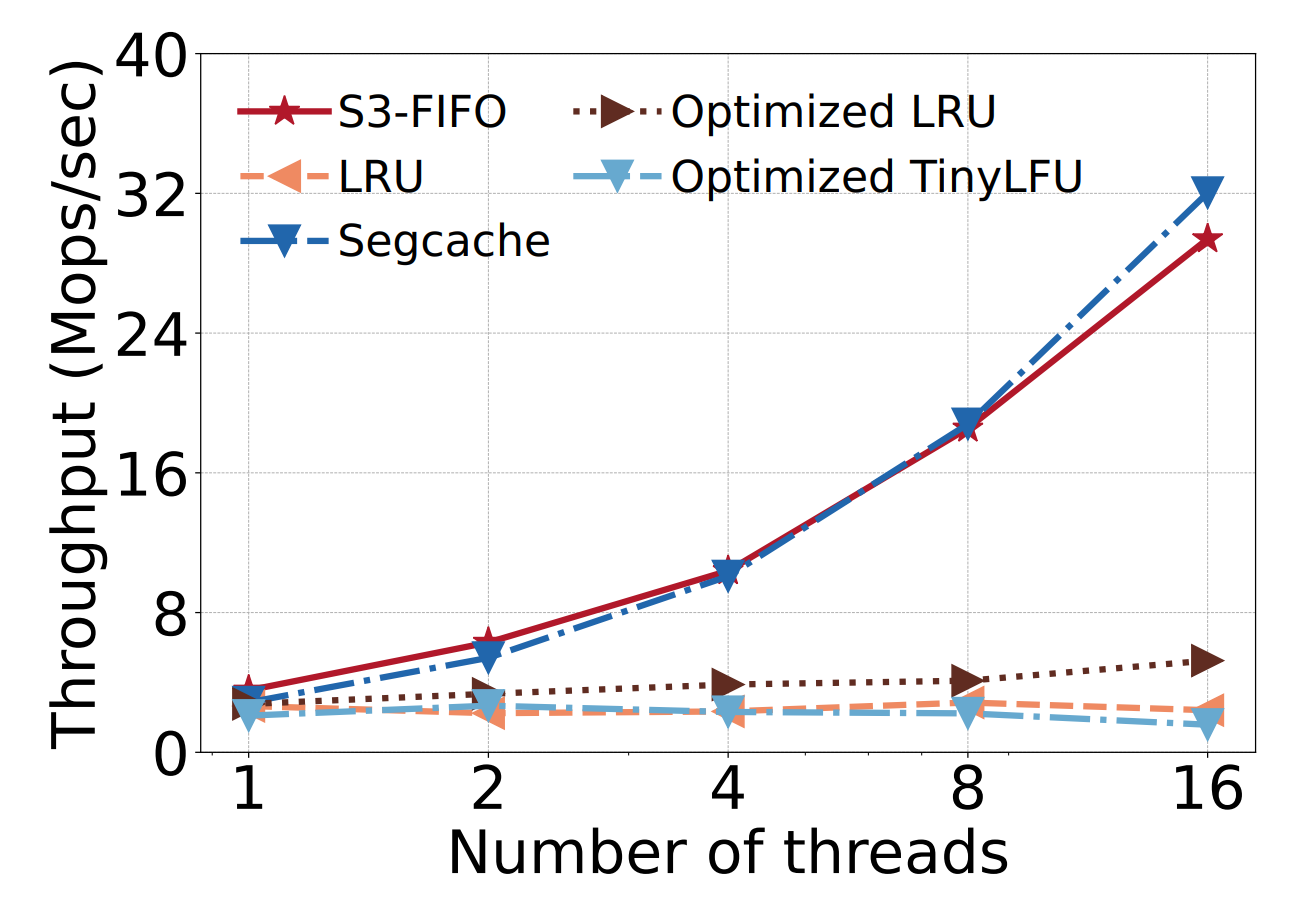 Throughput (Mops/sec)
40
32
24
16
8
0
S3-FIFO
LRU
Segcache
Optimized LRU
Optimized TinyLFU
1 2 4 8 16
Number of threads